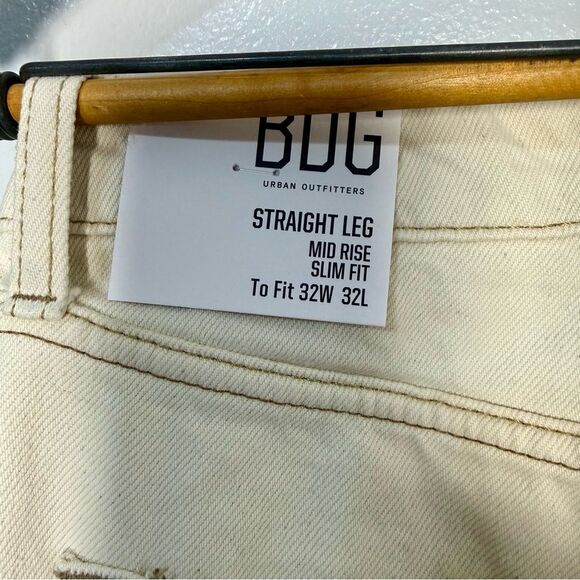 BDG
URBAN OUTFITTERS
STRAIGHT LEG
MID RISE
SLIM FIT
To Fit 32W 32L